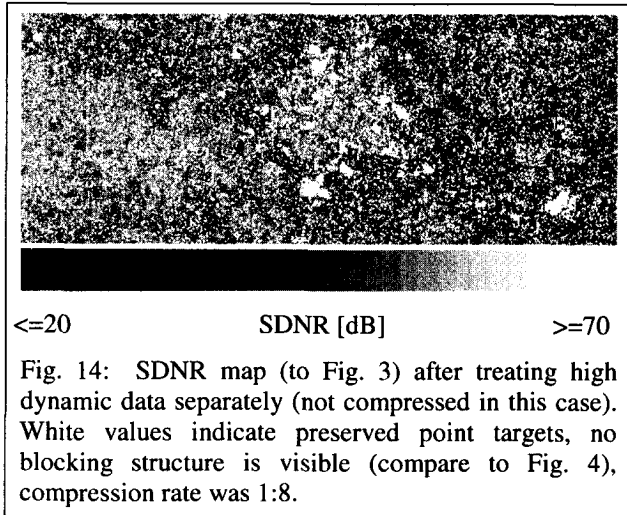 <=20 SDNR [dB] >=70
Fig. 14: SDNR map (to Fig. 3) after treating high
dynamic data separately (not compressed in this case).
White values indicate preserved point targets, no
blocking structure is visible (compare to Fig. 4),
compression rate was 1:8.